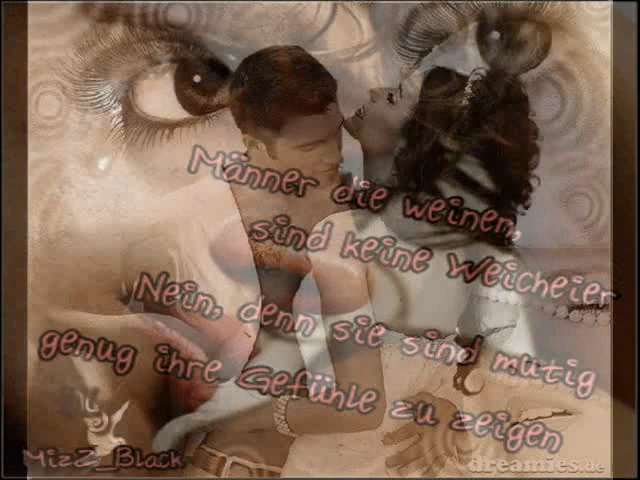 Männer die weinen,
sind keine Weicheier
Nein, denn sie sind mutig
genug ihre Gefühle zu zeigen
MizZ_Black
dreamies.de